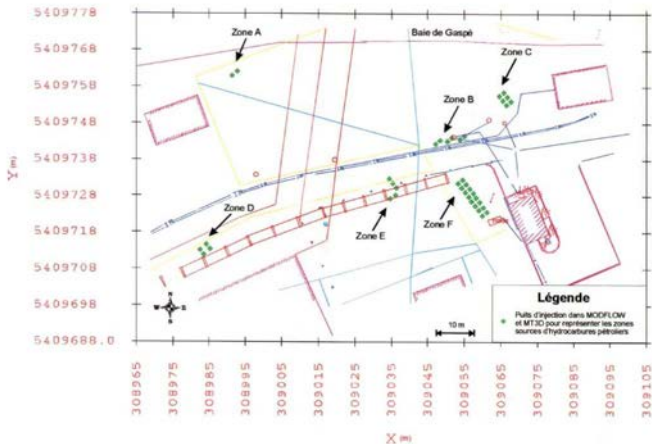 5409778
5409768
5409758
5409748
5409738
5409728
5409718
5409708
5409698
5409688.0
Y (m)
Zone A
Baie de Gaspé
Zone C
Zone B
Zone D
Zone E
Zone F
N
W
S
10 m
Légende
Puits d'injection dans MODFLOW
et MT3D pour représenter les zones
sources d'hydrocarbures pétroliers
308965
308975
308985
308995
309005
309015
309025
309035
309045
309055
309065
309075
309085
309095
309105
X (m)